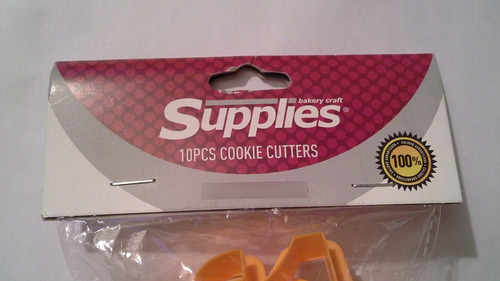 bakery craft
Supplies®
10PCS COOKIE CUTTERS
100%